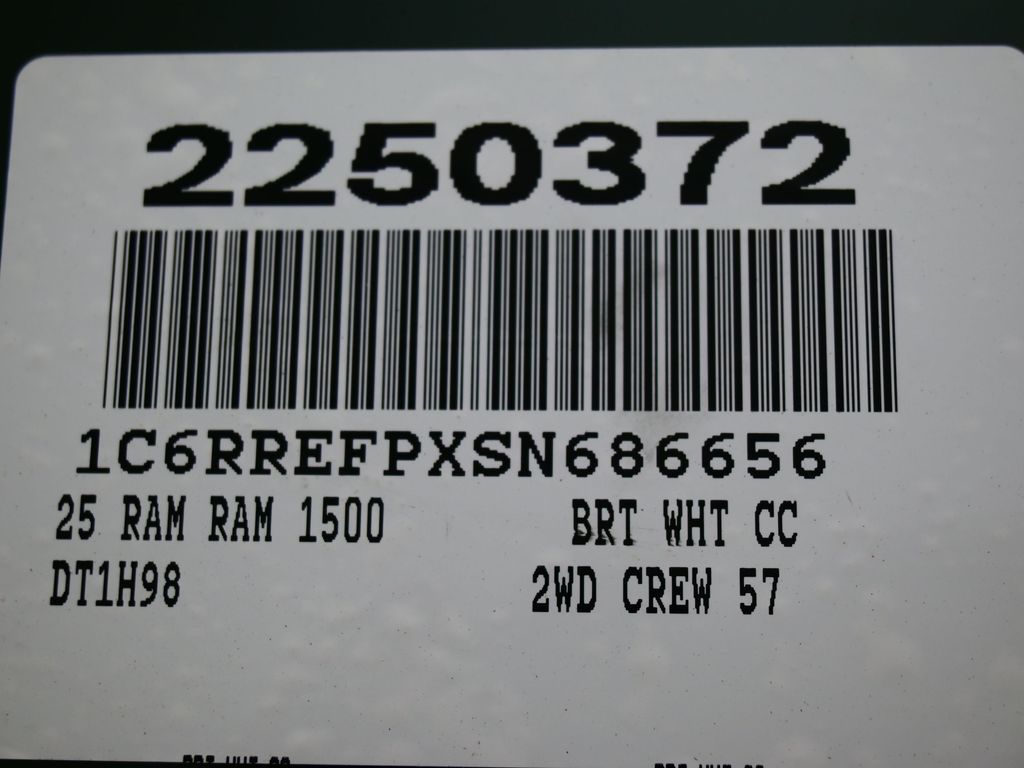 2250372
1C6RREFPXSN686656
25 RAM RAM 1500 BRT WHT CC
DT1H98 2WD CREW 57